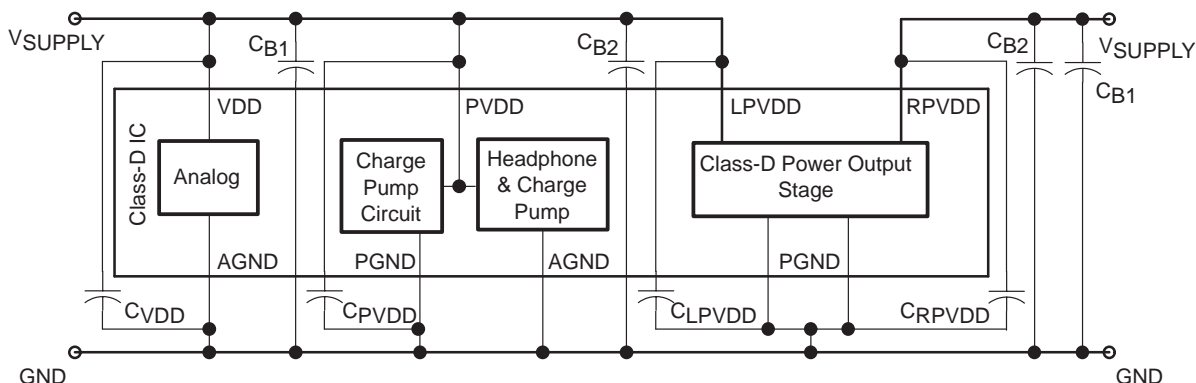 VSUPPLY
CB1
CB2
CB2
VSUPPLY
CB1
VDD
PVDD
LPVDD
RPVDD
Class-D IC
Analog
Charge
Pump
Circuit
Headphone
& Charge
Pump
Class-D Power Output
Stage
AGND
PGND
AGND
PGND
CVDD
CPVDD
CLPVDD
CRPVDD
GND
GND